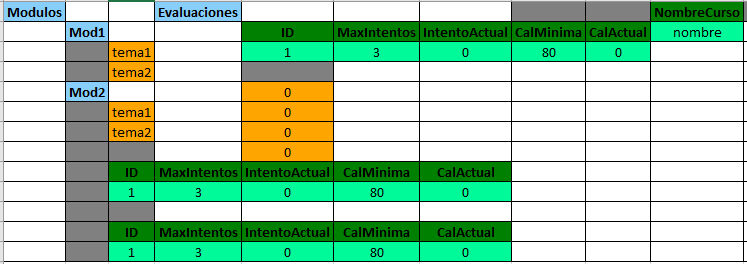 Modulos Evaluaciones NombreCurso
Mod1 ID MaxIntentos IntentoActual CalMinima CalActual nombre
tema1 1 3 0 80 0
tema2
Mod2 0
tema1 0
tema2 0
0
ID MaxIntentos IntentoActual CalMinima CalActual
1 3 0 80 0
ID MaxIntentos IntentoActual CalMinima CalActual
1 3 0 80 0